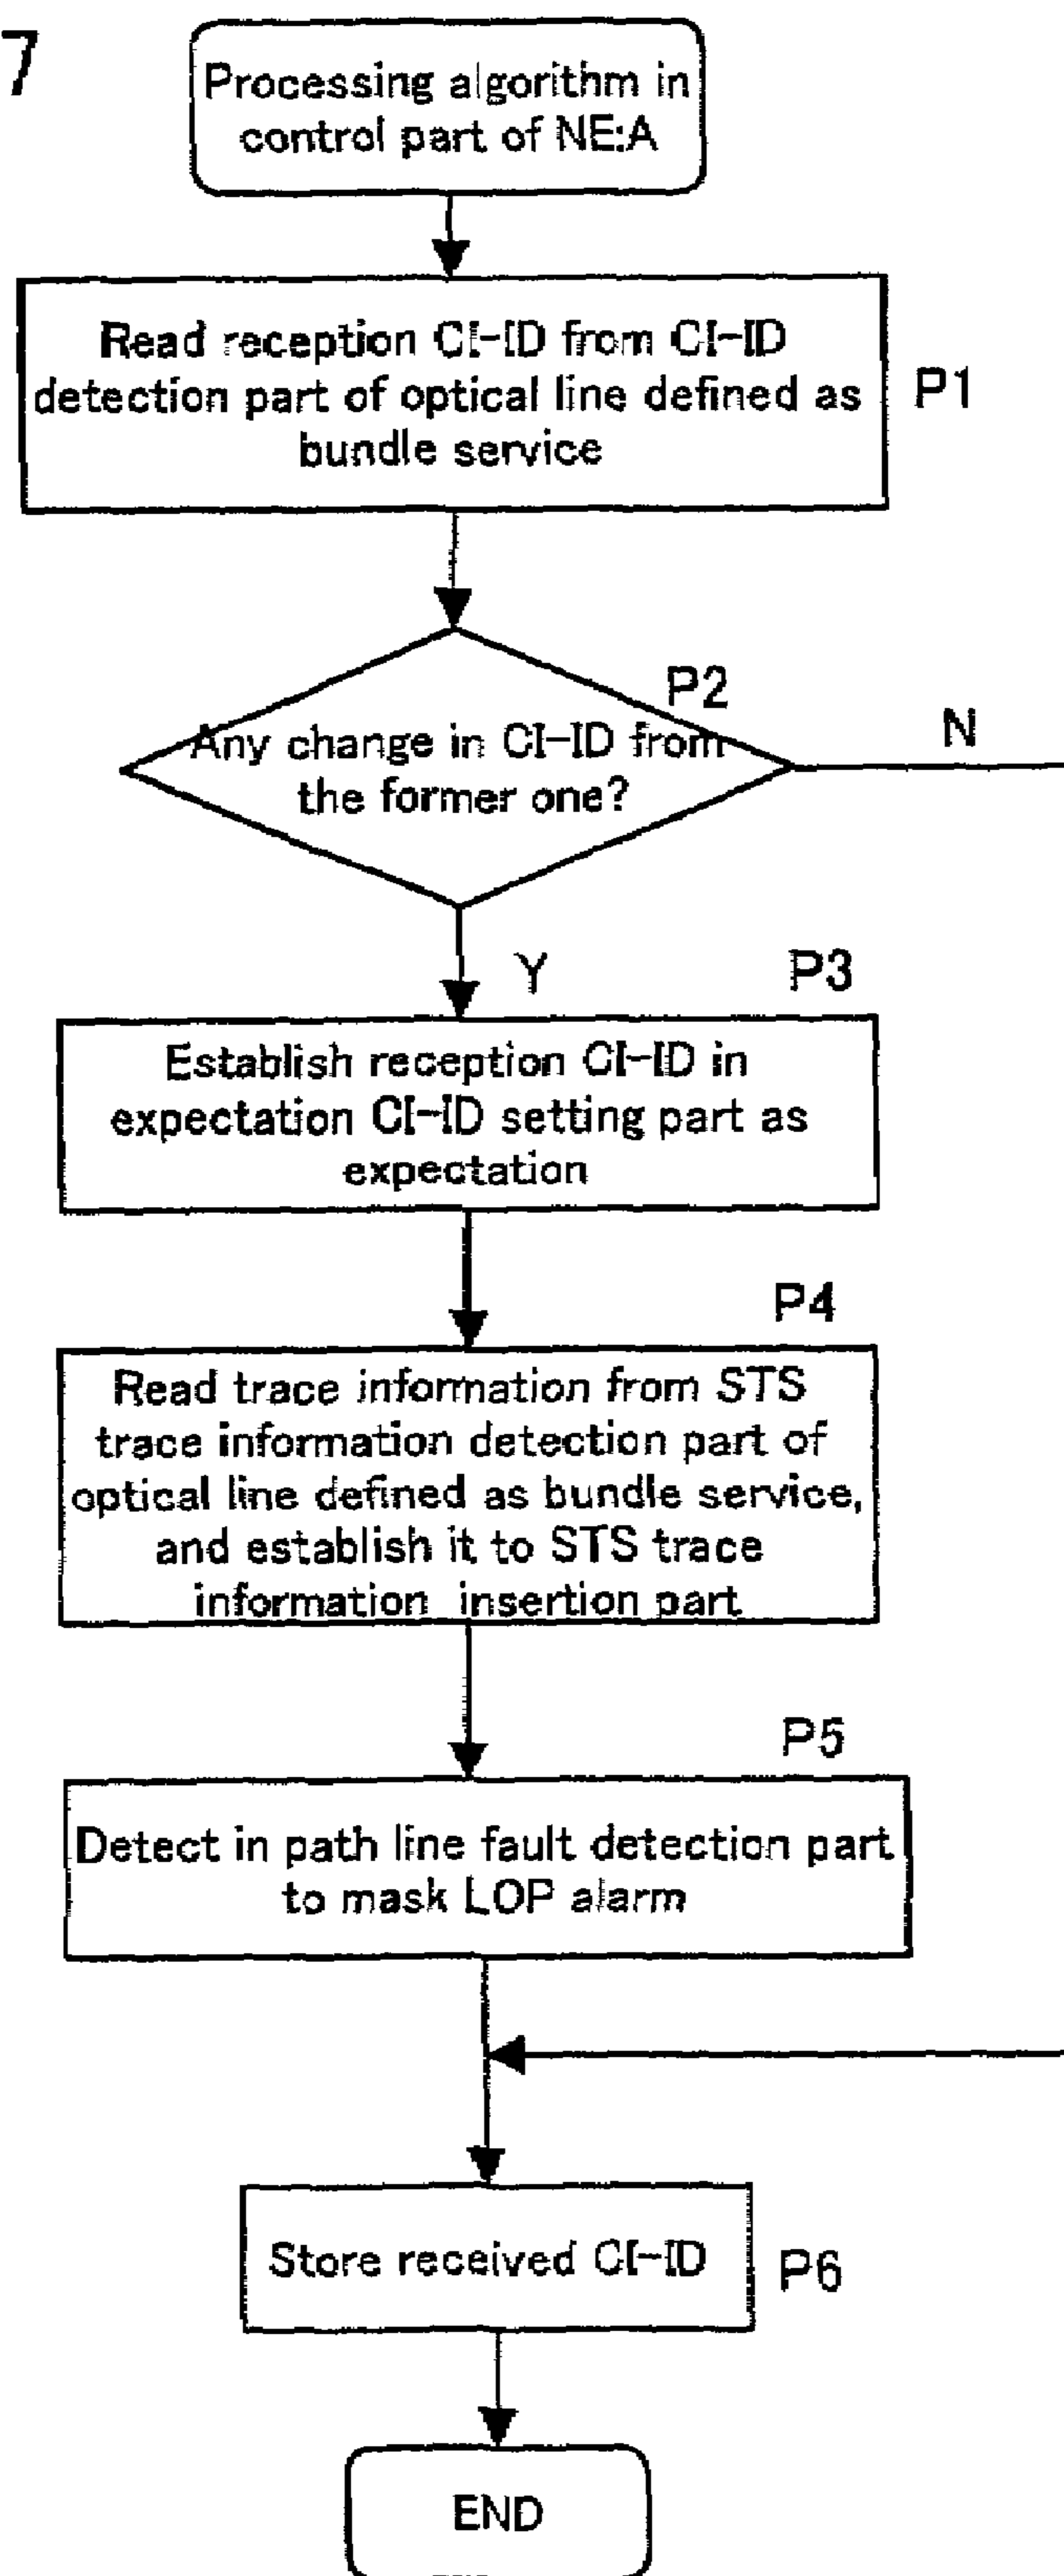 7
Processing algorithm in
control part of NE:A
Read reception CI-ID from CI-ID
detection part of optical line defined as
bundle service
P1
P2
Any change in CI-ID from
the former one?
N
Y
P3
Establish reception CI-ID in
expectation CI-ID setting part as
expectation
P4
Read trace information from STS
trace information detection part of
optical line defined as bundle service,
and establish it to STS trace
information insertion part
P5
Detect in path line fault detection part
to mask LOP alarm
Store received CI-ID
P6
END